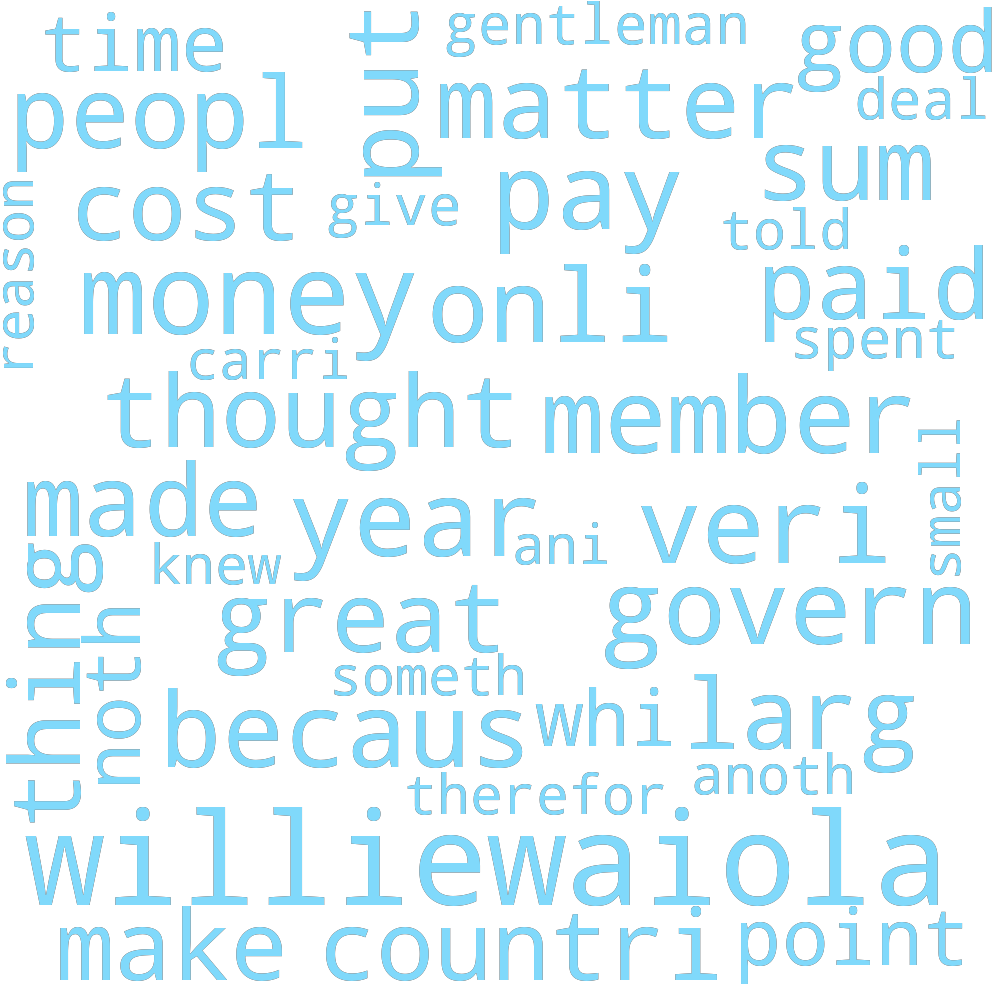 time put gentleman good
peopl matter deal
cost give pay sum
reason told
money onli paid
carri spent
thought member
made year ani veri small
knew
thing great govern
noth someth
becaus whi larg
therefor anoth
williewaiola
make countri point